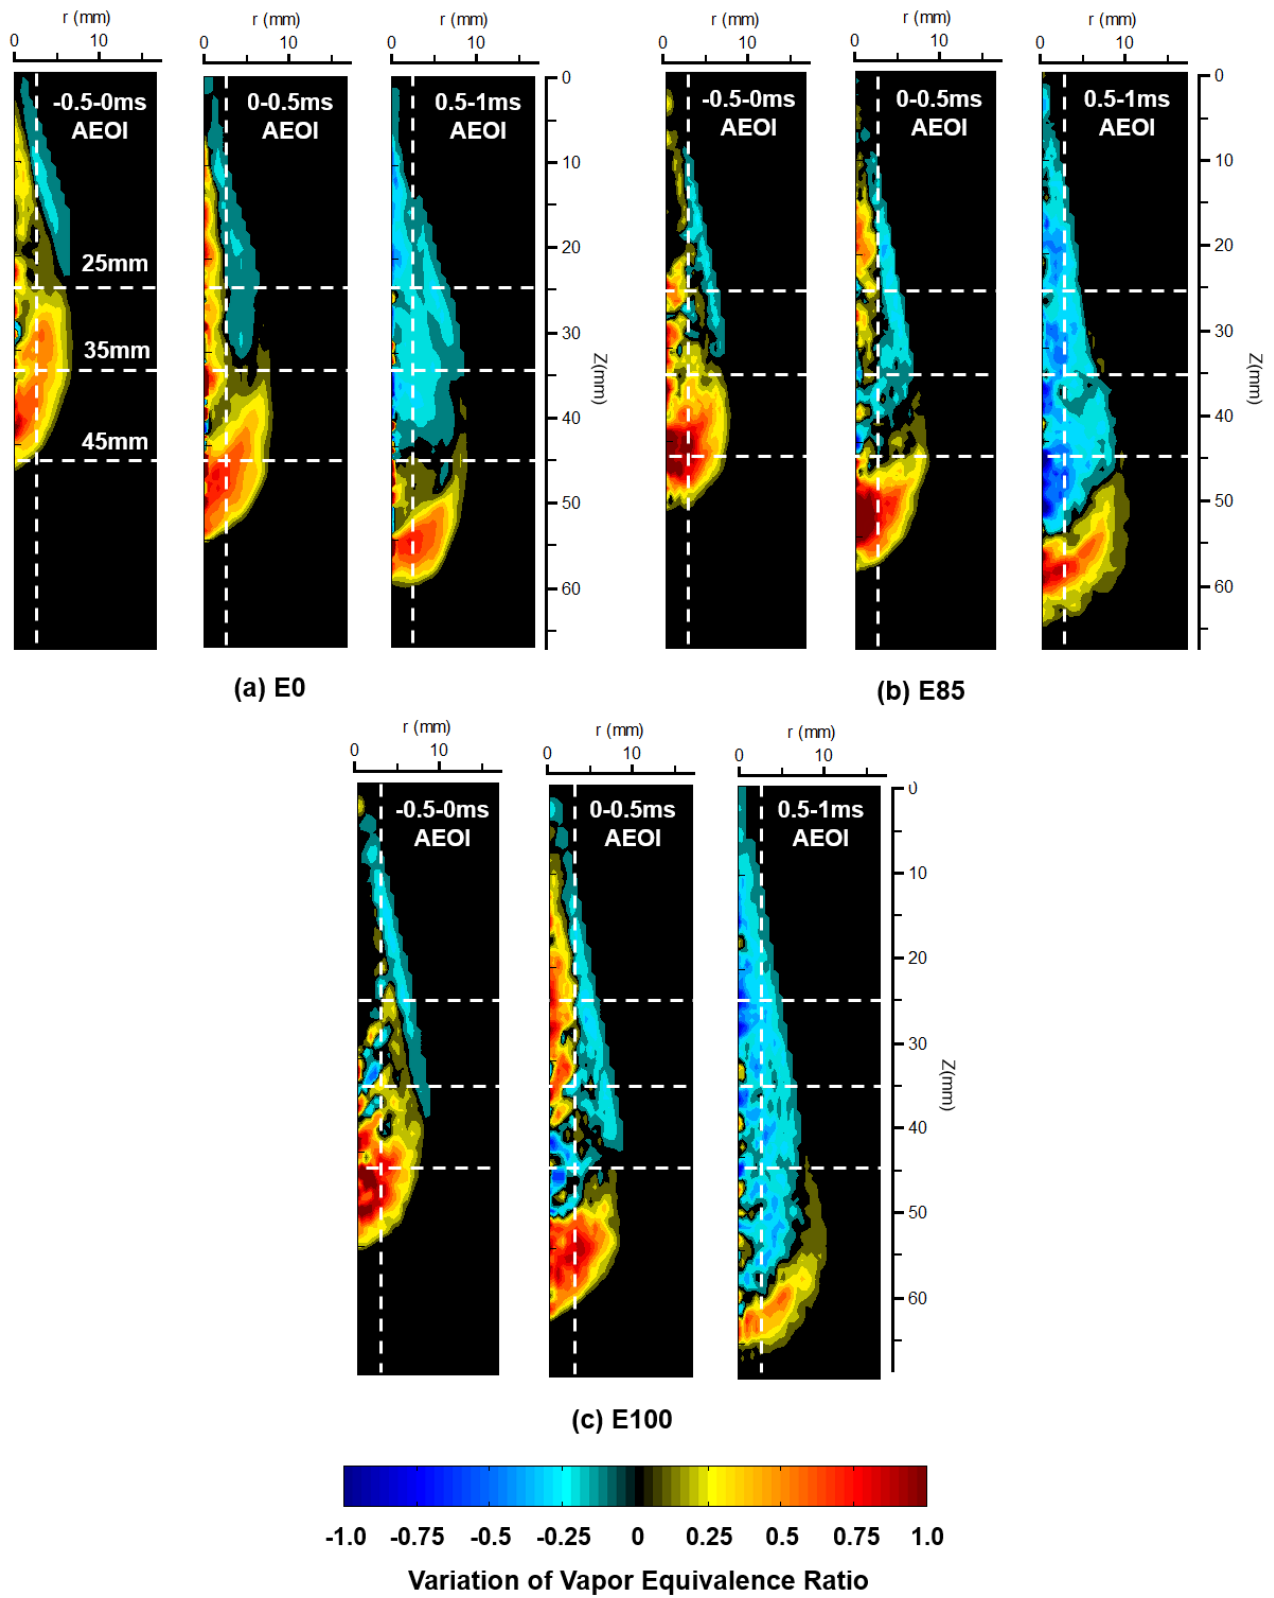 r (mm)
0 10
r (mm)
0 10
r (mm)
0 10
r (mm)
0 10
r (mm)
0 10
r (mm)
0 10
-0.5-0ms
AEOI
25mm
35mm
45mm
0-0.5ms
AEOI
0.5-1ms
AEOI
0
10
20
30
40
50
60
Z(mm)
-0.5-0ms
AEOI
0-0.5ms
AEOI
0.5-1ms
AEOI
0
10
20
30
40
50
60
Z(mm)
(a) E0
(b) E85
r (mm)
0 10
r (mm)
0 10
r (mm)
0 10
-0.5-0ms
AEOI
0-0.5ms
AEOI
0.5-1ms
AEOI
0
10
20
30
40
50
60
Z(mm)
(c) E100
-1.0 -0.75 -0.5 -0.25 0 0.25 0.5 0.75 1.0
Variation of Vapor Equivalence Ratio